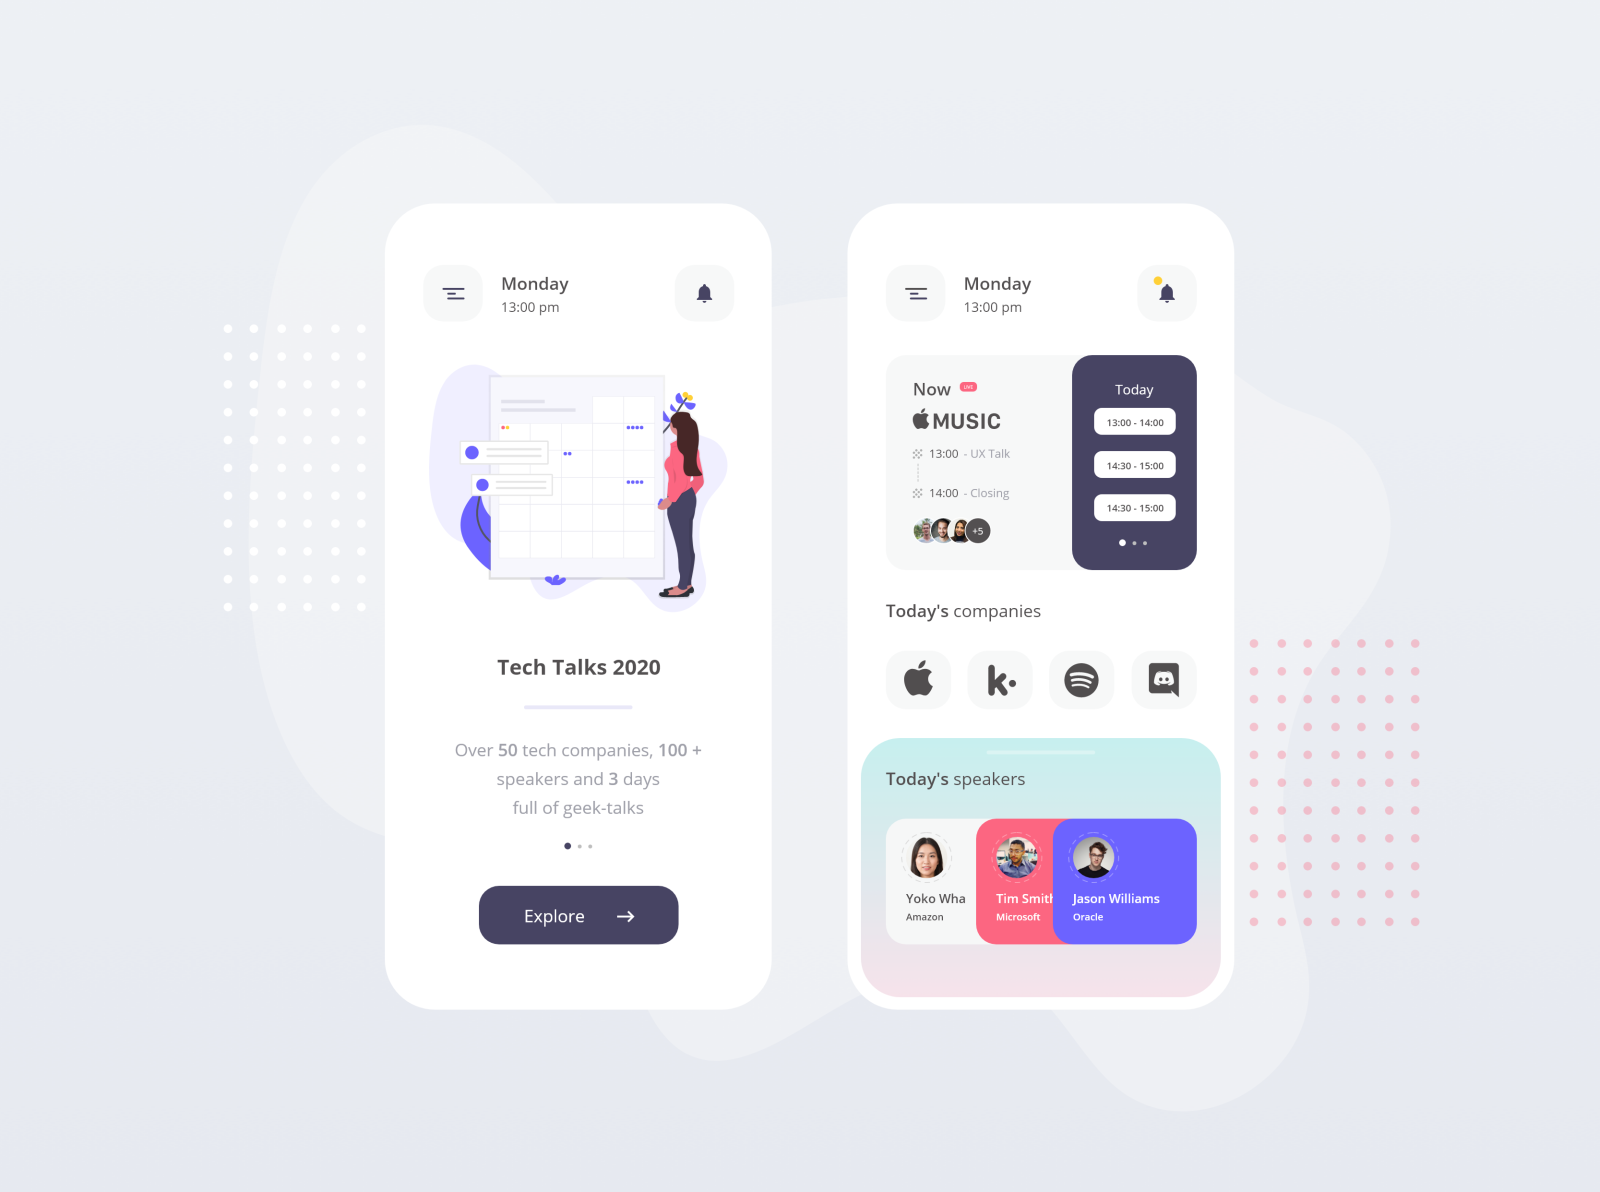 Monday
13:00 pm
Tech Talks 2020
Over 50 tech companies, 100 +
speakers and 3 days
full of geek-talks
Explore
Monday
13:00 pm
Now LIVE
MUSIC
13:00 - UX Talk
14:00 - Closing
+5
Today
13:00 - 14:00
14:30 - 15:00
14:30 - 15:00
Today's companies
k.
Today's speakers
Yoko Wha
Amazon
Tim Smith
Microsoft
Jason Williams
Oracle